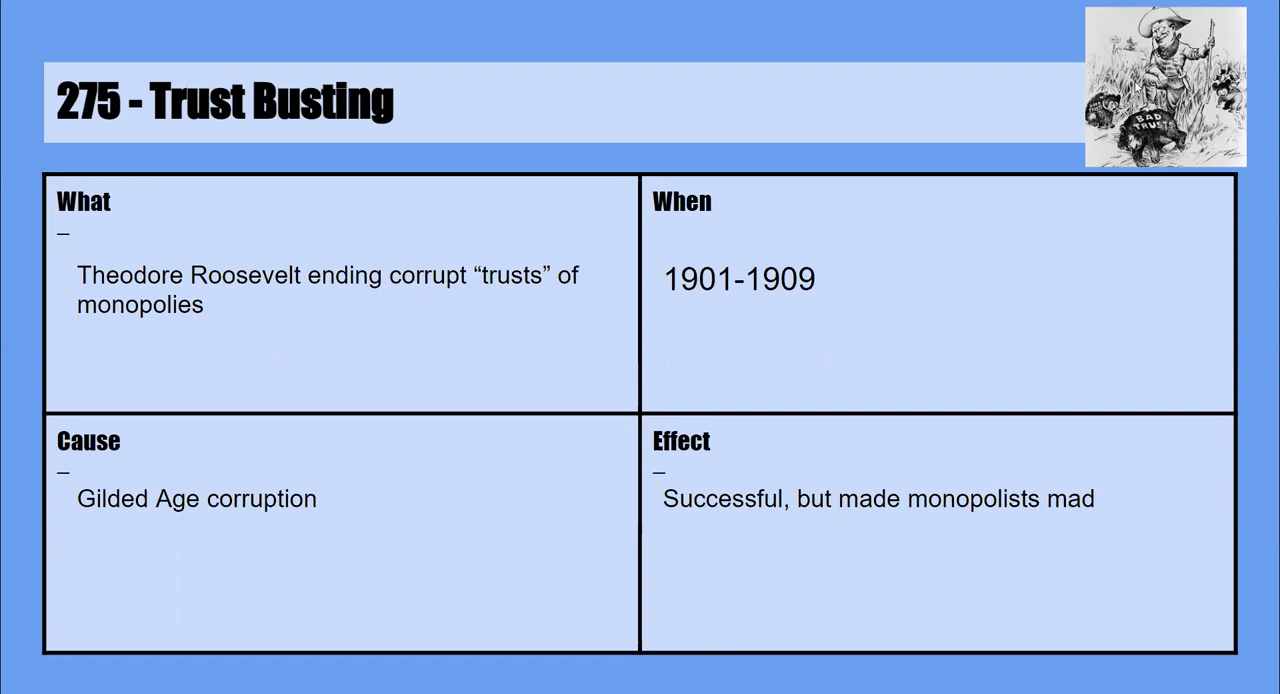 275 - Trust Busting
BAD
TRUSTS
What
–
Theodore Roosevelt ending corrupt “trusts” of
monopolies
When
1901-1909
Cause
–
Gilded Age corruption
Effect
–
Successful, but made monopolists mad